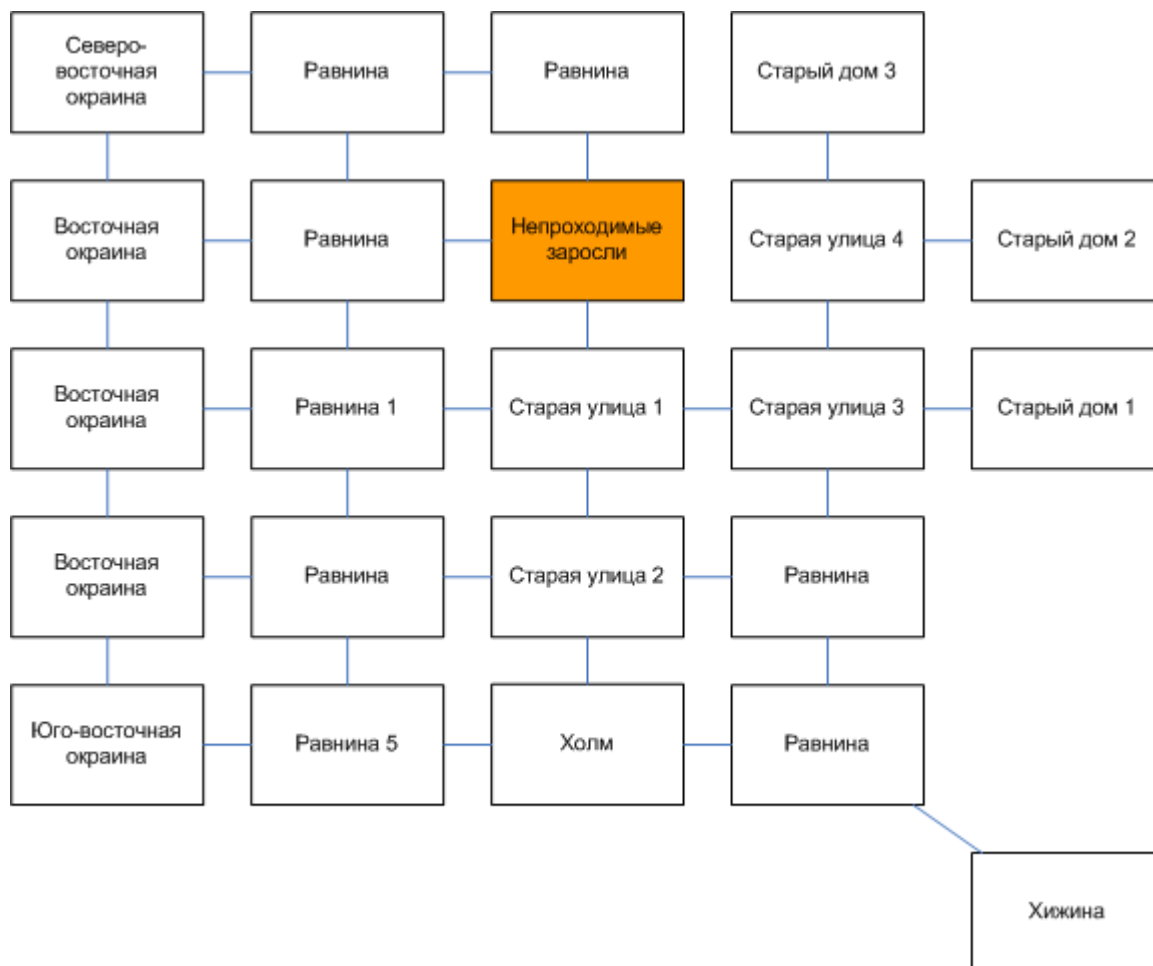 Северо-
восточная
окраина
Равнина
Равнина
Старый дом 3
Восточная
окраина
Равнина
Непроходимые
заросли
Старая улица 4
Старый дом 2
Восточная
окраина
Равнина 1
Старая улица 1
Старая улица 3
Старый дом 1
Восточная
окраина
Равнина
Старая улица 2
Равнина
Юго-восточная
окраина
Равнина 5
Холм
Равнина
Хижина